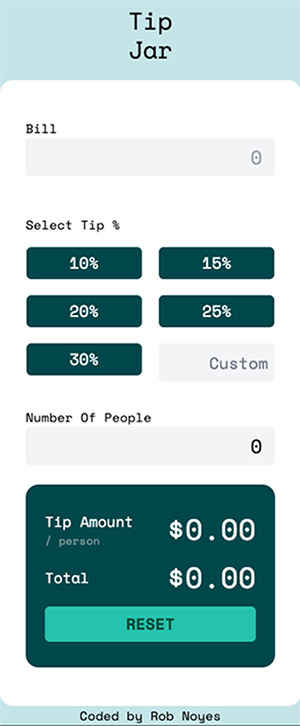 Tip
Jar
Bill
0
Select Tip %
10% 15%
20% 25%
30% Custom
Number Of People
0
Tip Amount $0.00
/ person
Total $0.00
RESET
Coded by Rob Noyes